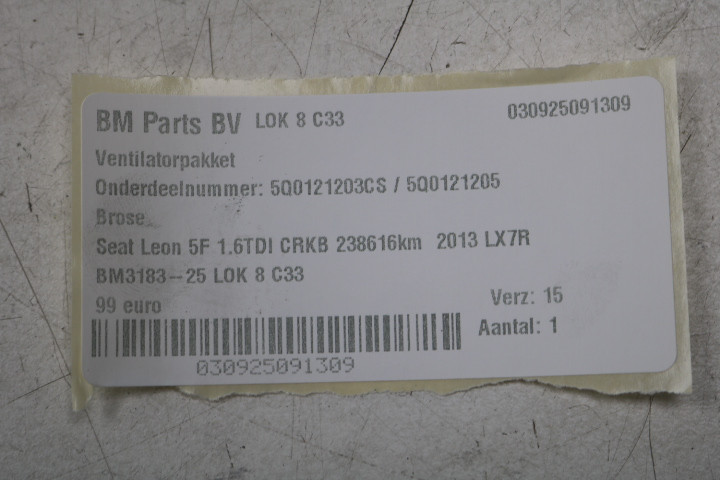 BM Parts BV LOK 8 C33 030925091309
Ventilatorpakket
Onderdeelnummer: 5Q0121203CS / 5Q0121205
Brose
Seat Leon 5F 1.6TDI CRKB 238616km 2013 LX7R
BM3183-25 LOK 8 C33
99 euro Verz: 15
Aantal: 1
030925091309